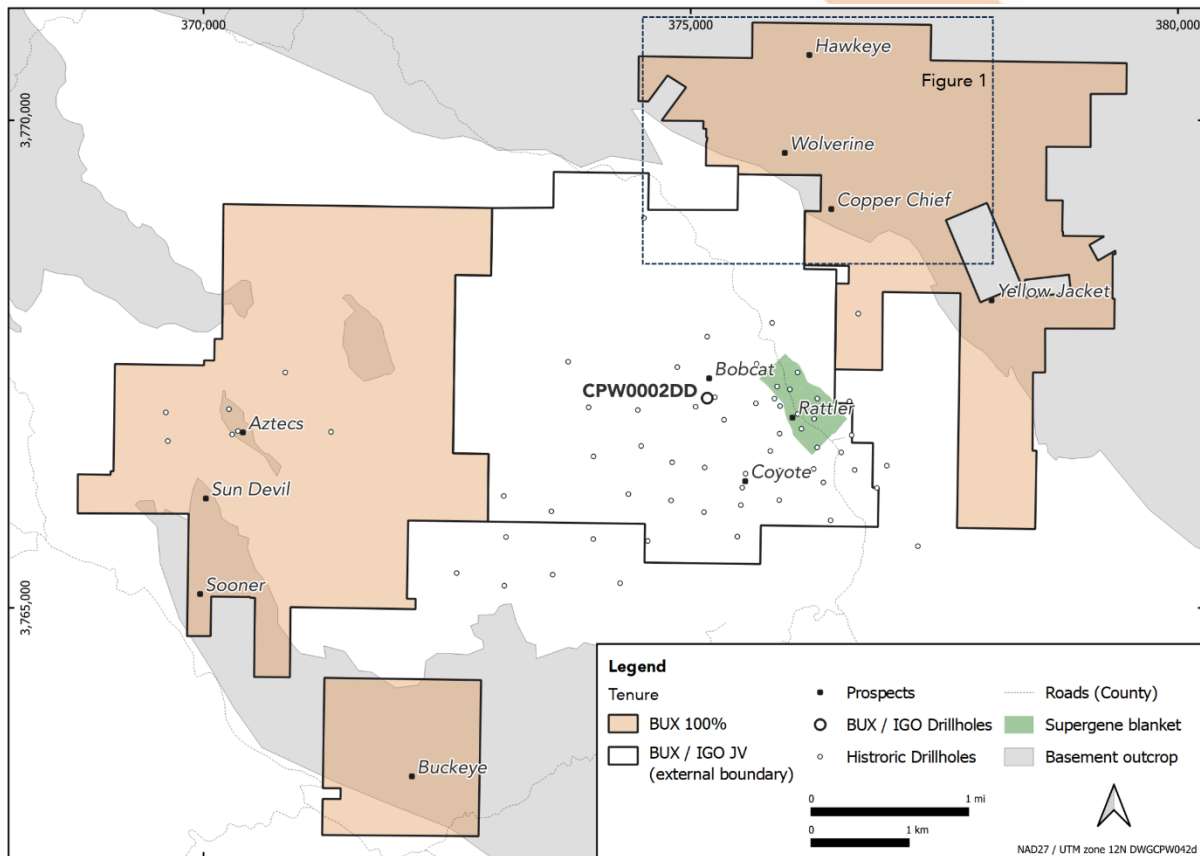 370,000
375,000
380,000
3,770,000
3,765,000
Hawkeye
Figure 1
Wolverine
Copper Chief
Yellow Jacket
Bobcat
CPW0002DD
Rattler
Aztecs
Coyote
Sun Devil
Sooner
Buckeye
Legend
Tenure
BUX 100%
BUX / IGO JV
(external boundary)
Prospects
BUX / IGO Drillholes
Historic Drillholes
Roads (County)
Supergene blanket
Basement outcrop
0
1 mi
0
1 km
NAD27 / UTM zone 12N DWGCPW042d